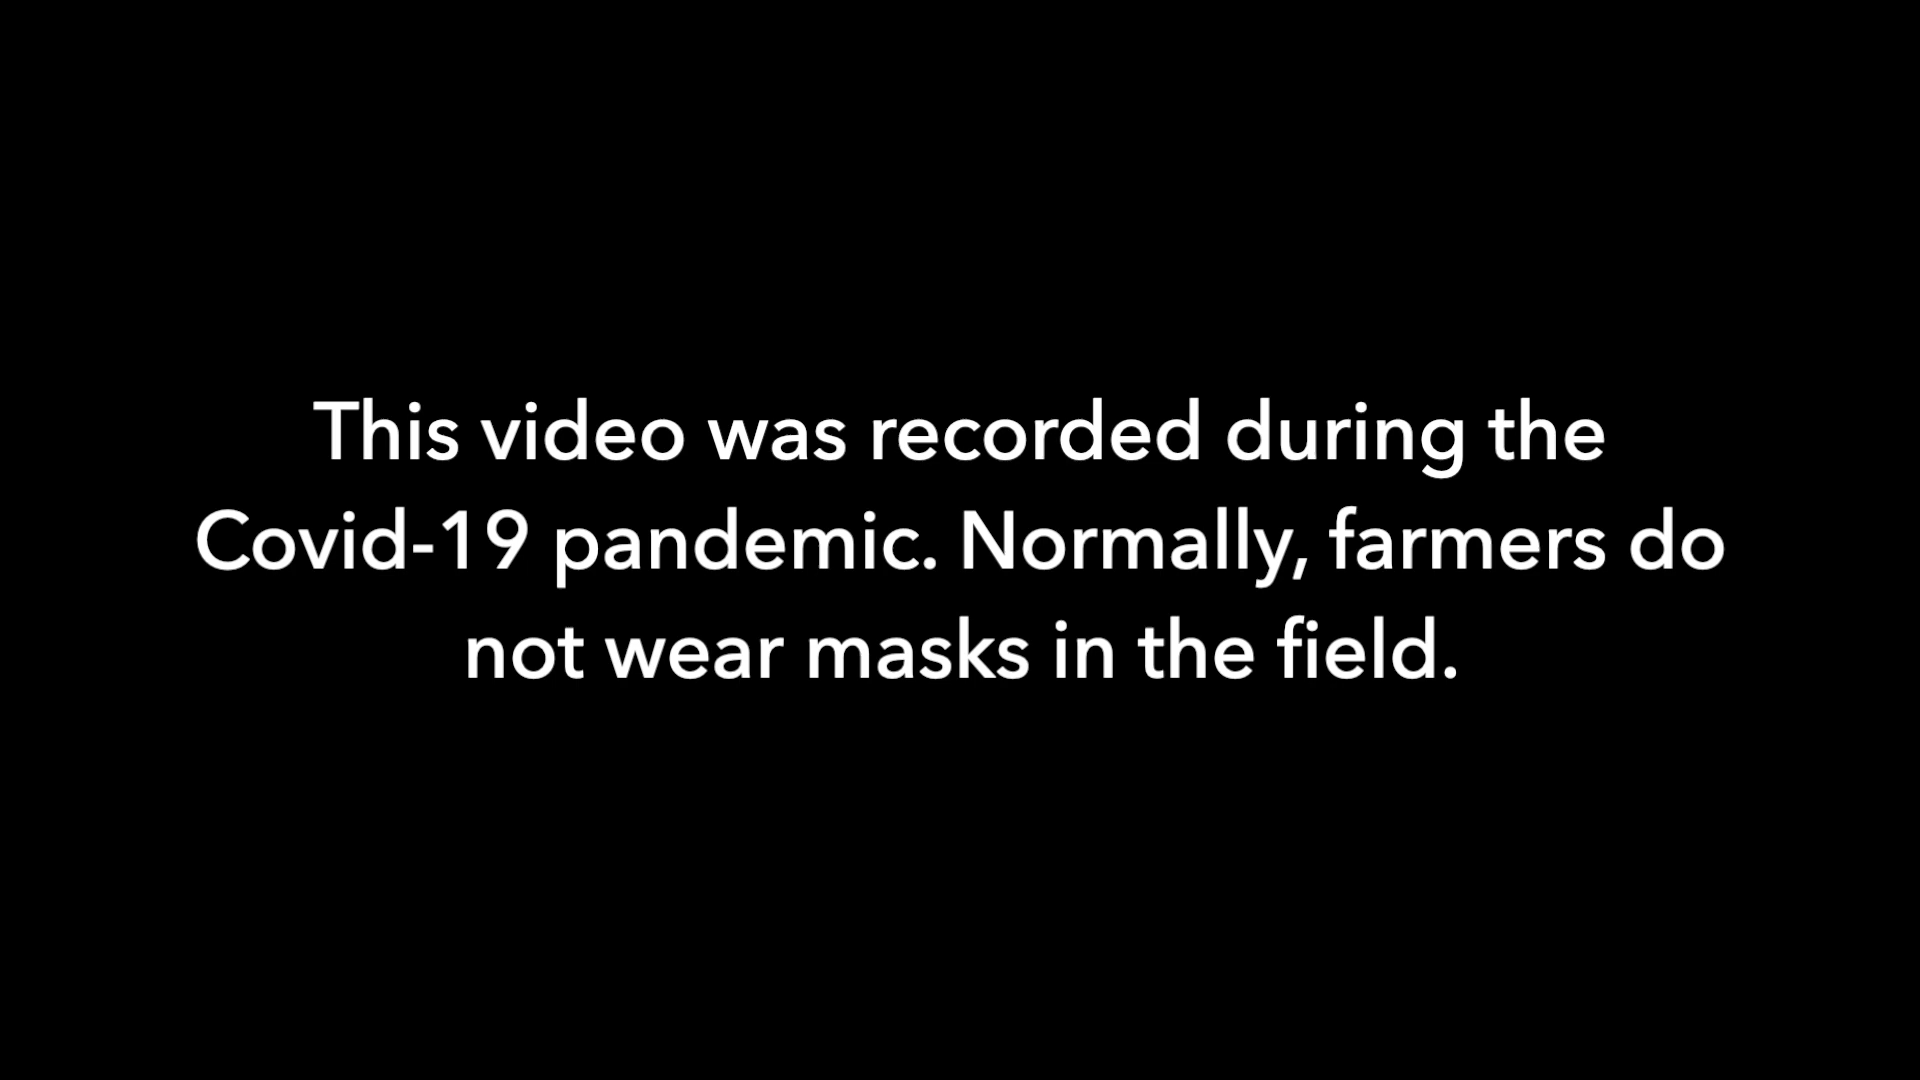 This video was recorded during the
Covid-19 pandemic. Normally, farmers do
not wear masks in the field.